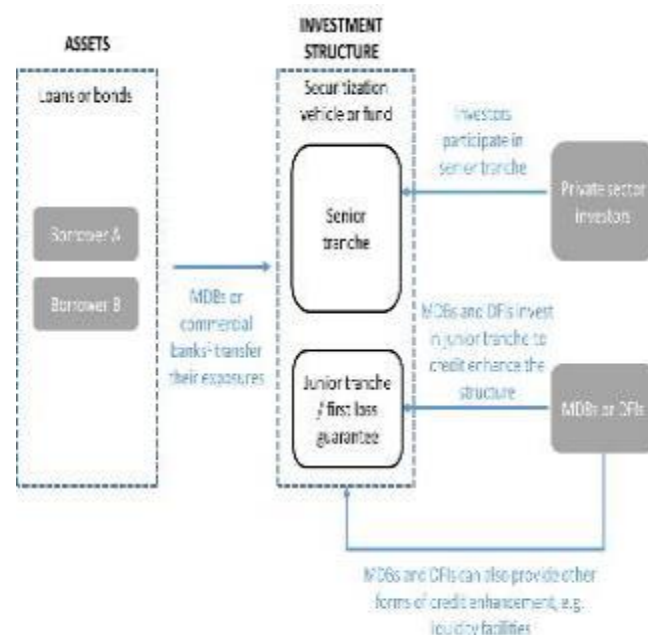 ASSETS
INVESTMENT
STRUCTURE
Loans or bonds
Borrower A
Borrower B
MDBs or
commercial
banks² transfer
their exposures
Securitization
vehicle or fund
Senior
tranche
Junior tranche
/ first loss
guarantee
Investors
participate in
senior tranche
Private sector
investors
MDBs and DFIs invest
in junior tranche to
credit enhance the
structure
MDBs or DFIs
MDBs and DFIs can also provide other
forms of credit enhancement, e.g.
liquidity facilities